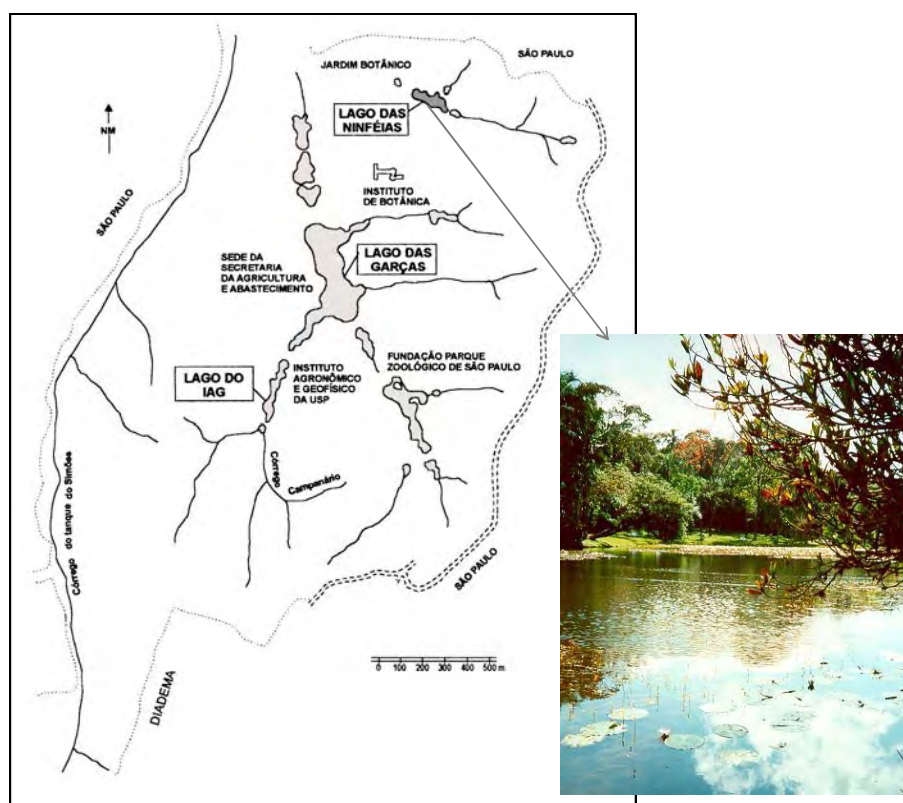 SÃO PAULO
JARDIM BOTÂNICO
LAGO DAS
NINFÉIAS
NM
SÃO PAULO
INSTITUTO
DE BOTÂNICA
SEDE DA
SECRETARIA
DA AGRICULTURA
E ABASTECIMENTO
LAGO DAS
GARÇAS
FUNDAÇÃO PARQUE
ZOOLÓGICO DE SÃO PAULO
LAGO DO
IAG
INSTITUTO
AGRONÔMICO
E GEOFÍSICO
DA USP
Córrego
Campanário
Córrego do tanque do Simões
SÃO PAULO
DIADEMA
0 100 200 300 400 500 m